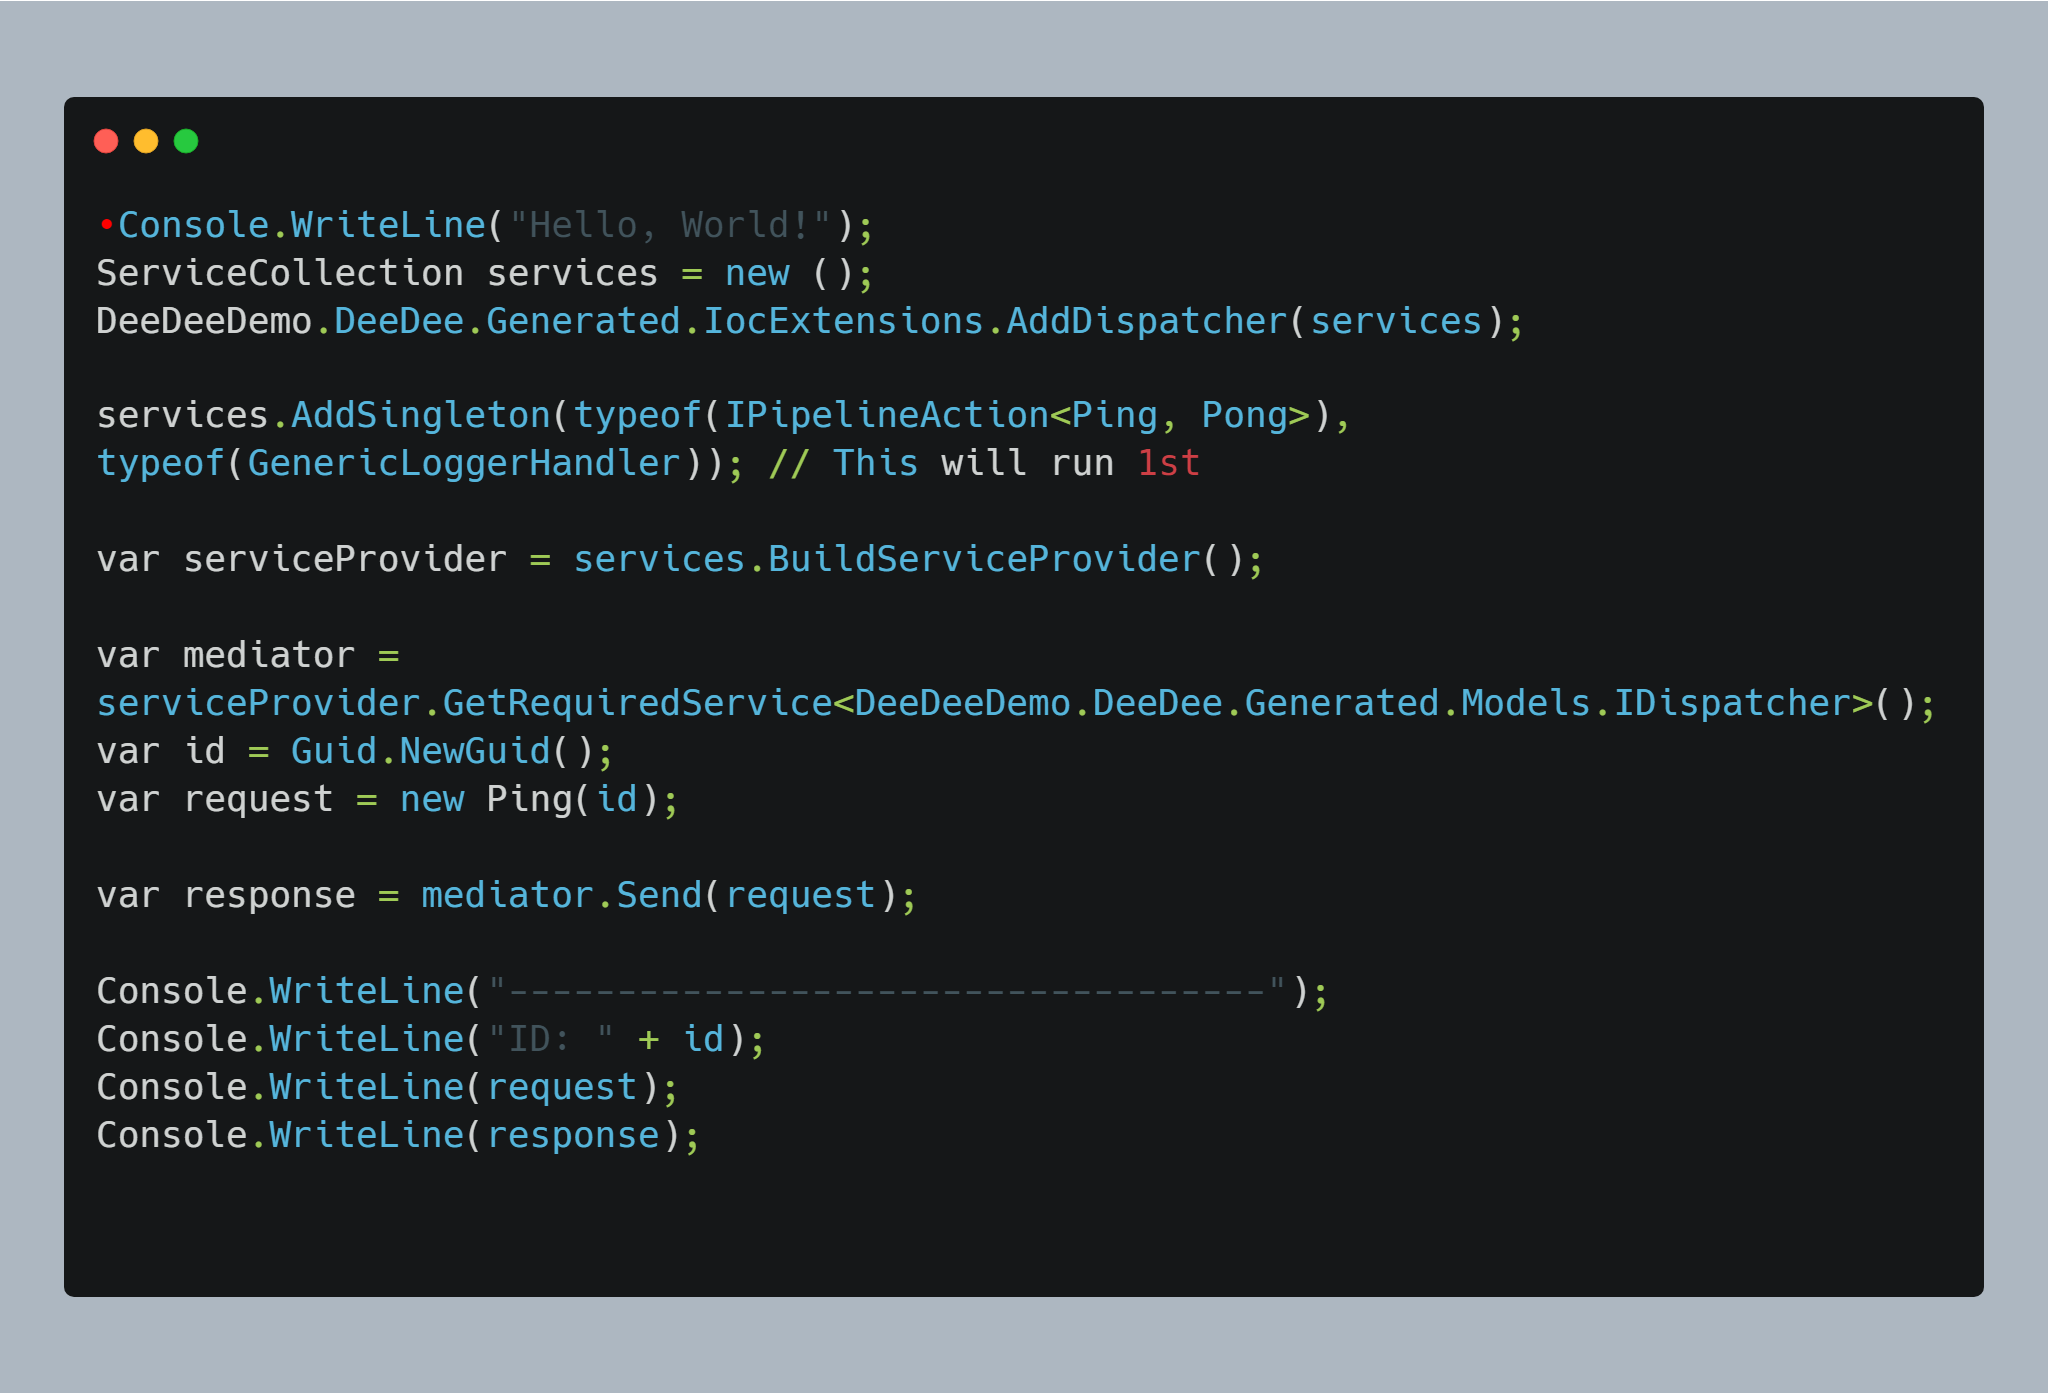 •Console.WriteLine("Hello, World!");
ServiceCollection services = new ();
DeeDeeDemo.DeeDee.Generated.IocExtensions.AddDispatcher(services);
services.AddSingleton(typeof(IPipelineAction<Ping, Pong>),
typeof(GenericLoggerHandler)); // This will run 1st
var serviceProvider = services.BuildServiceProvider();
var mediator =
serviceProvider.GetRequiredService<DeeDeeDemo.DeeDee.Generated.Models.IDispatcher>();
var id = Guid.NewGuid();
var request = new Ping(id);
var response = mediator.Send(request);
Console.WriteLine("-----------------------------------");
Console.WriteLine("ID: " + id);
Console.WriteLine(request);
Console.WriteLine(response);